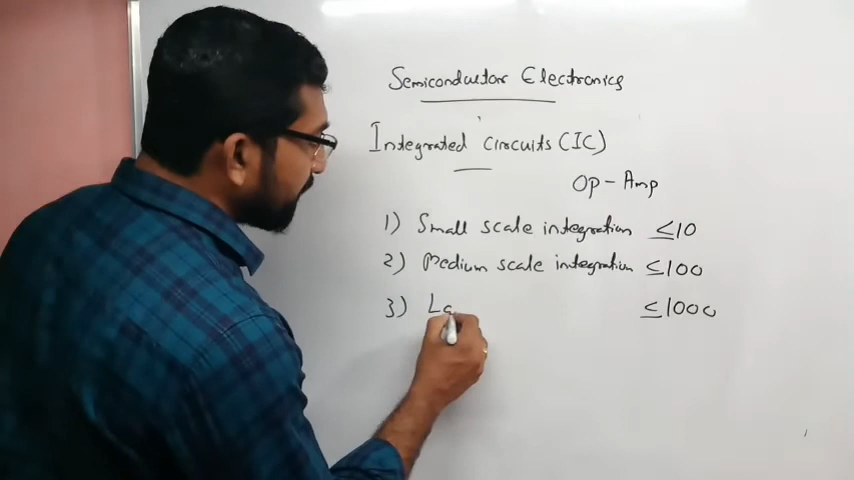 Semiconductor Electronics
Integrated Circuits (IC)
Op-Amp
1) Small scale integration ≤10
2) Medium scale integration ≤100
3) La ≤1000